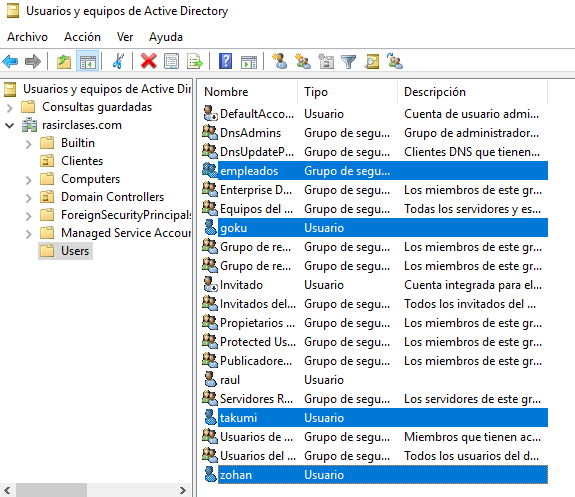 Usuarios y equipos de Active Directory
Archivo Acción Ver Ayuda
Usuarios y equipos de Active Dir
Consultas guardadas
rasirclases.com
Builtin
Clientes
Computers
Domain Controllers
ForeignSecurityPrincipals
Managed Service Accour
Users
Nombre Tipo Descripción
DefaultAcco... Usuario Cuenta de usuario admi...
DnsAdmins Grupo de segu... Grupo de administrador...
DnsUpdateP... Grupo de segu... Clientes DNS que tienen...
empleados Grupo de segu...
Enterprise D... Grupo de segu... Los miembros de este gr...
Equipos del ... Grupo de segu... Todas los servidores y es...
goku Usuario
Grupo de re... Grupo de segu... Los miembros de este gr...
Grupo de re... Grupo de segu... Los miembros de este gr...
Invitado Usuario Cuenta integrada para el...
Invitados del... Grupo de segu... Todos los invitados del ...
Propietarios ... Grupo de segu... Los miembros de este gr...
Protected Us... Grupo de segu... Los miembros de este gr...
Publicadore... Grupo de segu... Los miembros de este gr...
raul Usuario
Servidores R... Grupo de segu... Los servidores de este gr...
takumi Usuario
Usuarios de ... Grupo de segu... Miembros que tienen ac...
Usuarios del ... Grupo de segu... Todos los usuarios del d...
zohan Usuario